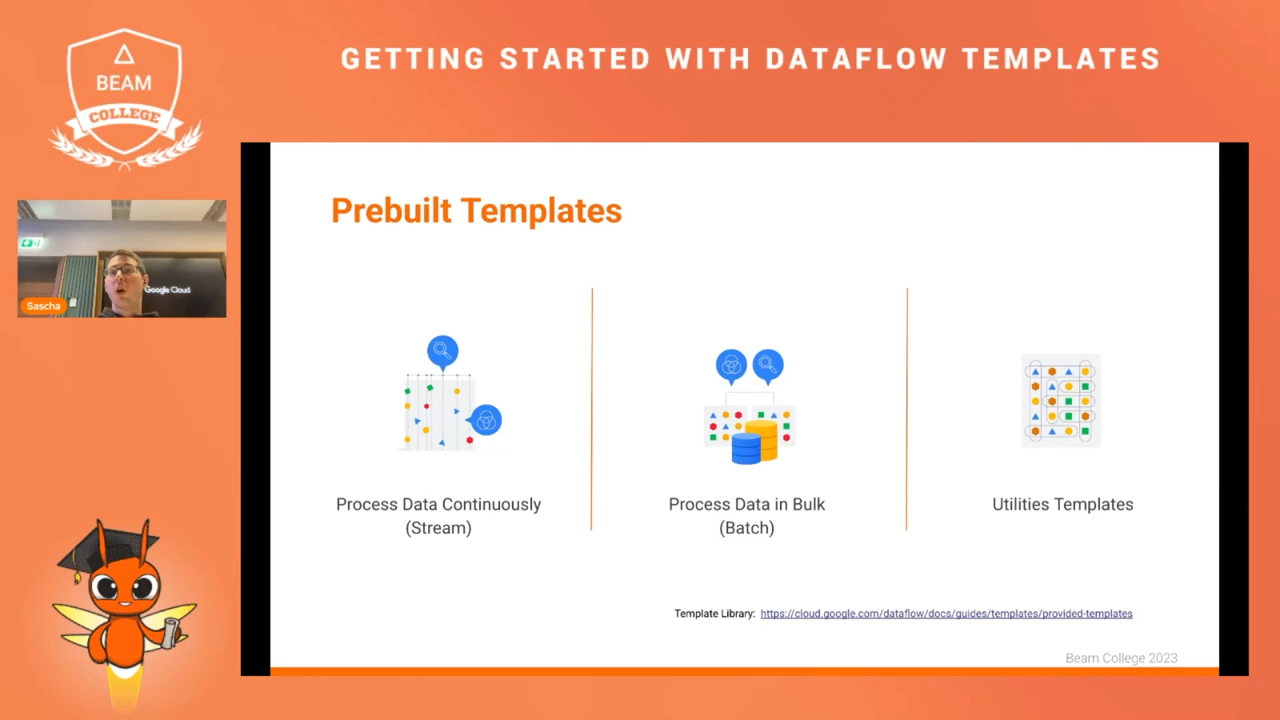 GETTING STARTED WITH DATAFLOW TEMPLATES
BEAM
COLLEGE
Prebuilt Templates
Google Cloud
Sascha
Process Data Continuously
(Stream)
Process Data in Bulk
(Batch)
Utilities Templates
Template Library: https://cloud.google.com/dataflow/docs/guides/templates/provided-templates
Beam College 2023